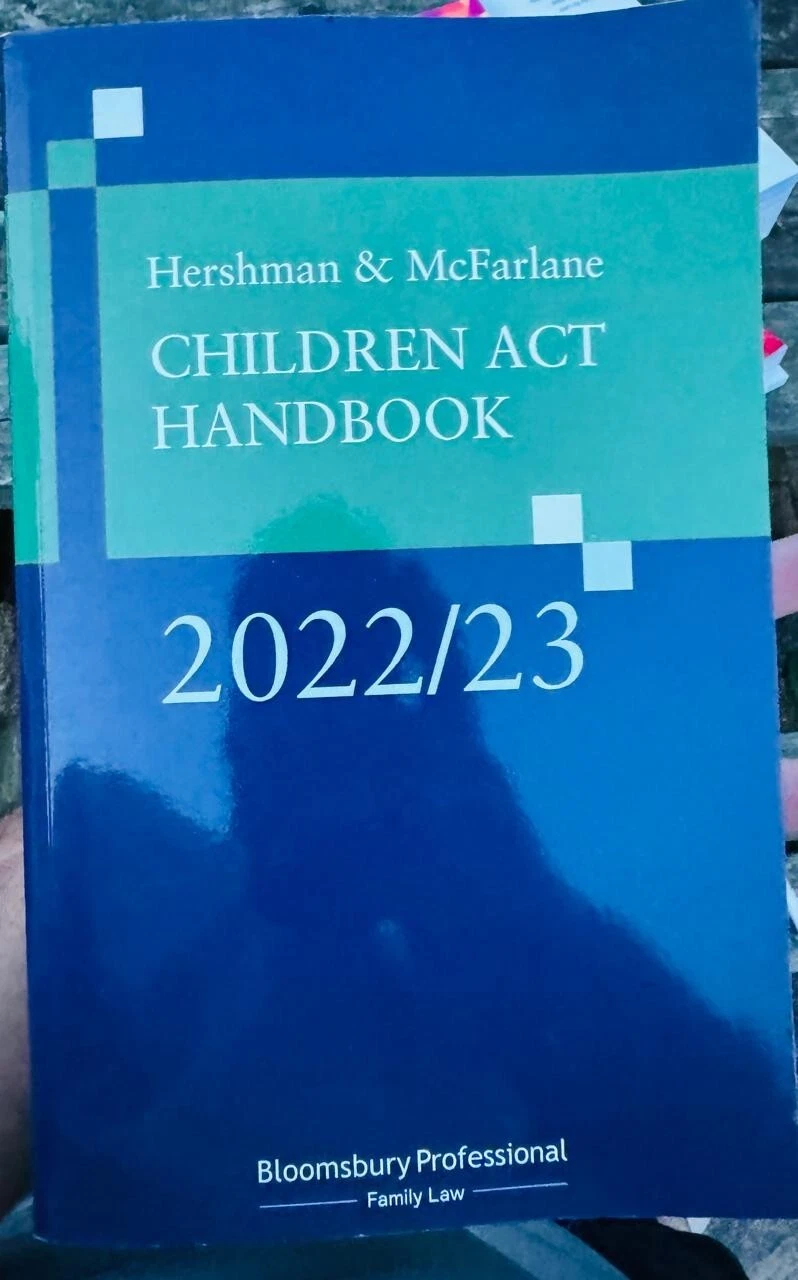 Hershman & McFarlane
CHILDREN ACT
HANDBOOK
2022/23
Bloomsbury Professional
Family Law